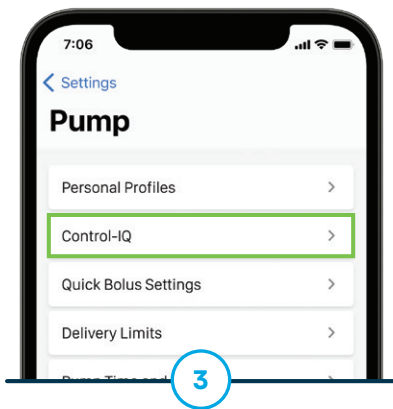 7:06
Settings
Pump
Personal Profiles
Control-IQ
Quick Bolus Settings
Delivery Limits
3